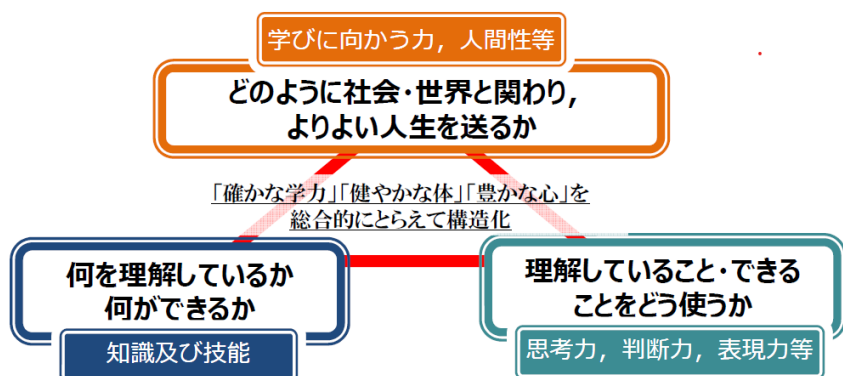 学びに向かう力，人間性等
どのように社会・世界と関わり，
よりよい人生を送るか
「確かな学力」「健やかな体」「豊かな心」を
総合的にとらえて構造化
何を理解しているか
何ができるか
知識及び技能
理解していること・できる
ことをどう使うか
思考力，判断力，表現力等